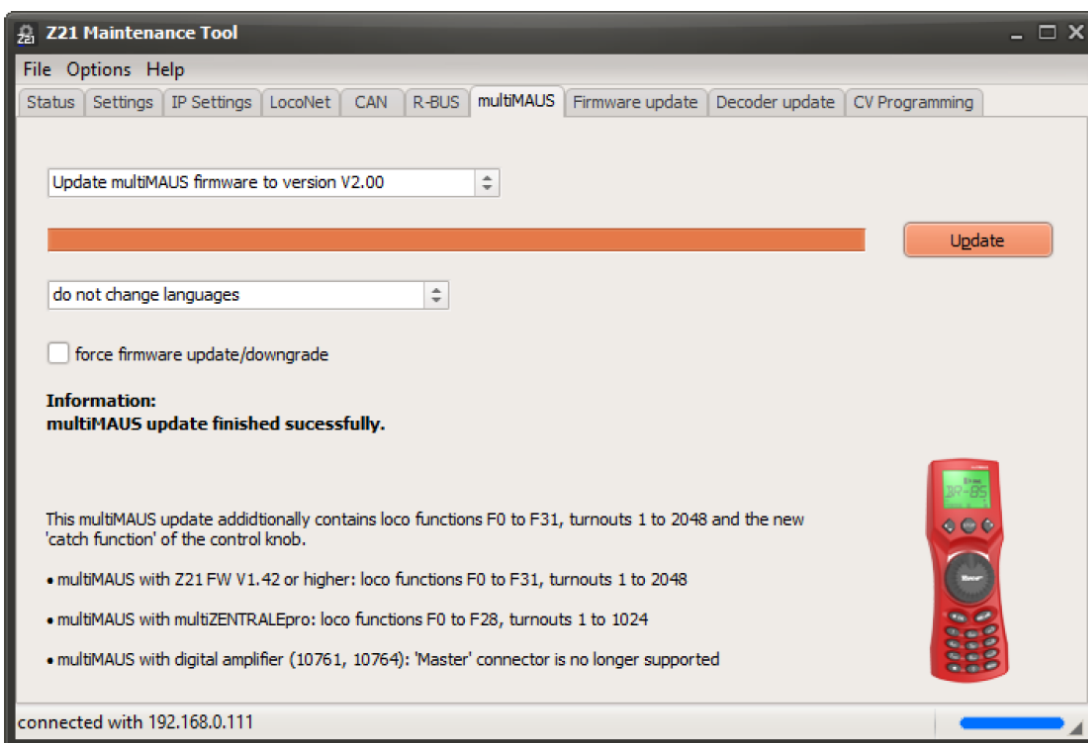 Z21 Maintenance Tool
File Options Help
Status Settings IP Settings LocoNet CAN R-BUS multiMAUS Firmware update Decoder update CV Programming
Update multiMAUS firmware to version V2.00
Update
do not change languages
force firmware update/downgrade
Information:
multiMAUS update finished sucessfully.
This multiMAUS update addidtionally contains loco functions F0 to F31, turnouts 1 to 2048 and the new
'catch function' of the control knob.
• multiMAUS with Z21 FW V1.42 or higher: loco functions F0 to F31, turnouts 1 to 2048
• multiMAUS with multiZENTRALEpro: loco functions F0 to F28, turnouts 1 to 1024
• multiMAUS with digital amplifier (10761, 10764): 'Master' connector is no longer supported
BR-85
connected with 192.168.0.111